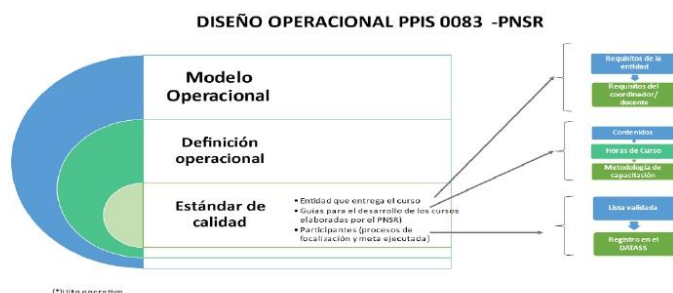 DISEÑO OPERACIONAL PPIS 0083 -PNSR
Modelo
Operacional
Definición
operacional
Estándar de
calidad
• Entidad que entrega el curso
• Guías para el desarrollo de los cursos
elaboradas por el PNSR)
• Participantes (procesos de
focalización y meta ejecutada)
Requisitos de la
entidad
Requisitos del
coordinador/
docente
Contenidos
Horas de Curso
Metodología de
capacitación
Lista validada
Registro en el
DATASS